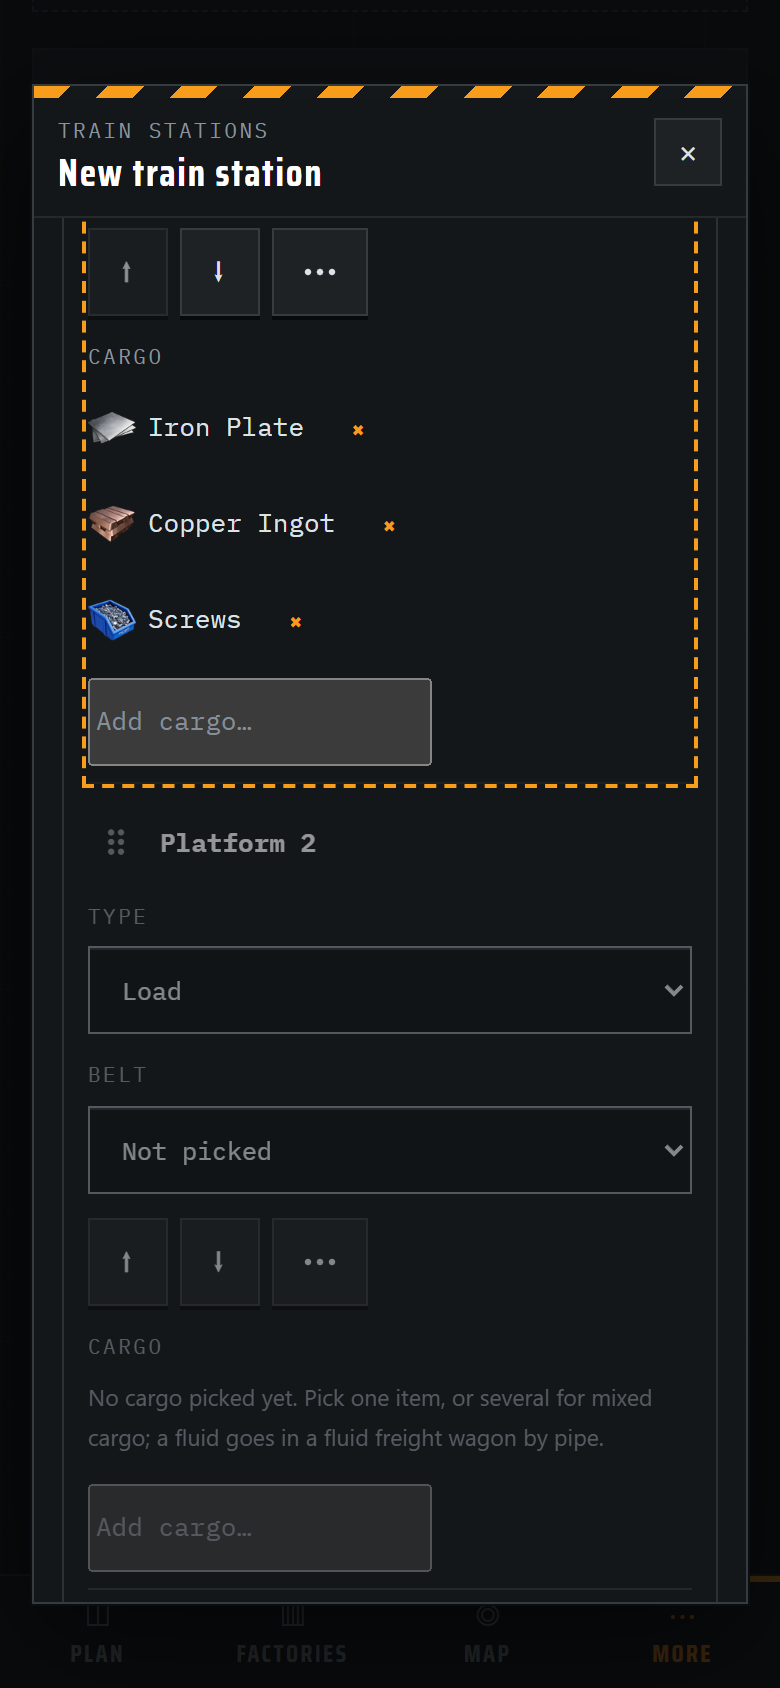 TRAIN STATIONS
New train station
CARGO
Iron Plate
Copper Ingot
Screws
Add cargo…
Platform 2
TYPE
Load
BELT
Not picked
CARGO
No cargo picked yet. Pick one item, or several for mixed
cargo; a fluid goes in a fluid freight wagon by pipe.
Add cargo…
PLAN FACTORIES MAP MORE